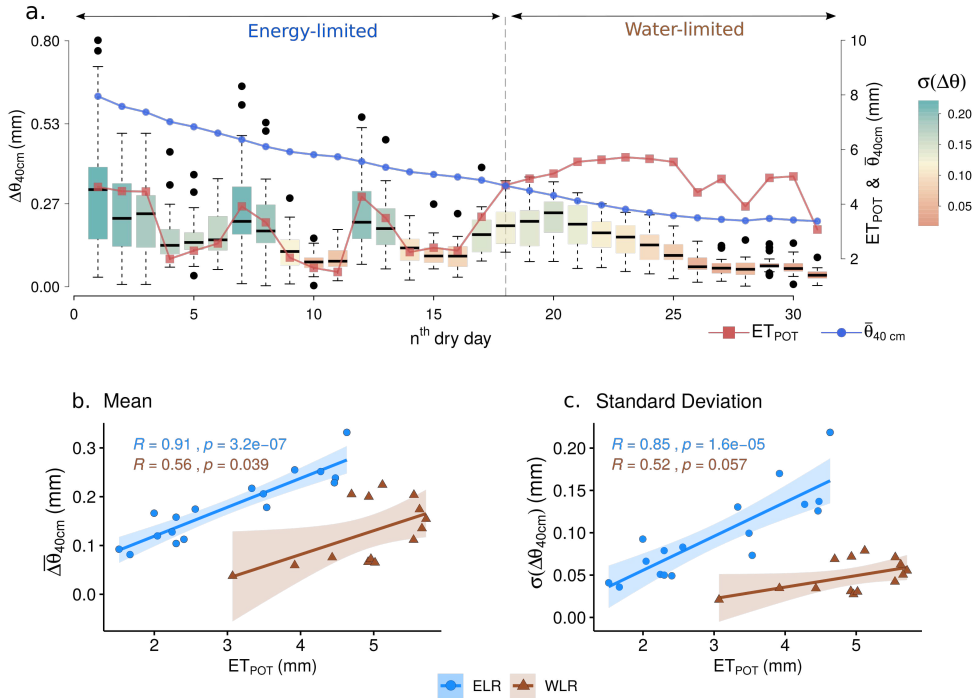 a.
Energy-limited
Water-limited
Δθ40cm (mm)
0.80
0.53
0.27
0.00
0 5 10 15 20 25 30
nth dry day
10
8
6
4
2
ETPOT & θ̄40cm (mm)
σ(Δθ)
0.20
0.15
0.10
0.05
ETPOT θ̄40 cm
b. Mean
R = 0.91 , p = 3.2e−07
R = 0.56 , p = 0.039
Δ̄θ40cm (mm)
0.3
0.2
0.1
0.0
2 3 4 5
ETPOT (mm)
c. Standard Deviation
R = 0.85 , p = 1.6e−05
R = 0.52 , p = 0.057
σ(Δθ40cm) (mm)
0.20
0.15
0.10
0.05
0.00
2 3 4 5
ETPOT (mm)
ELR WLR